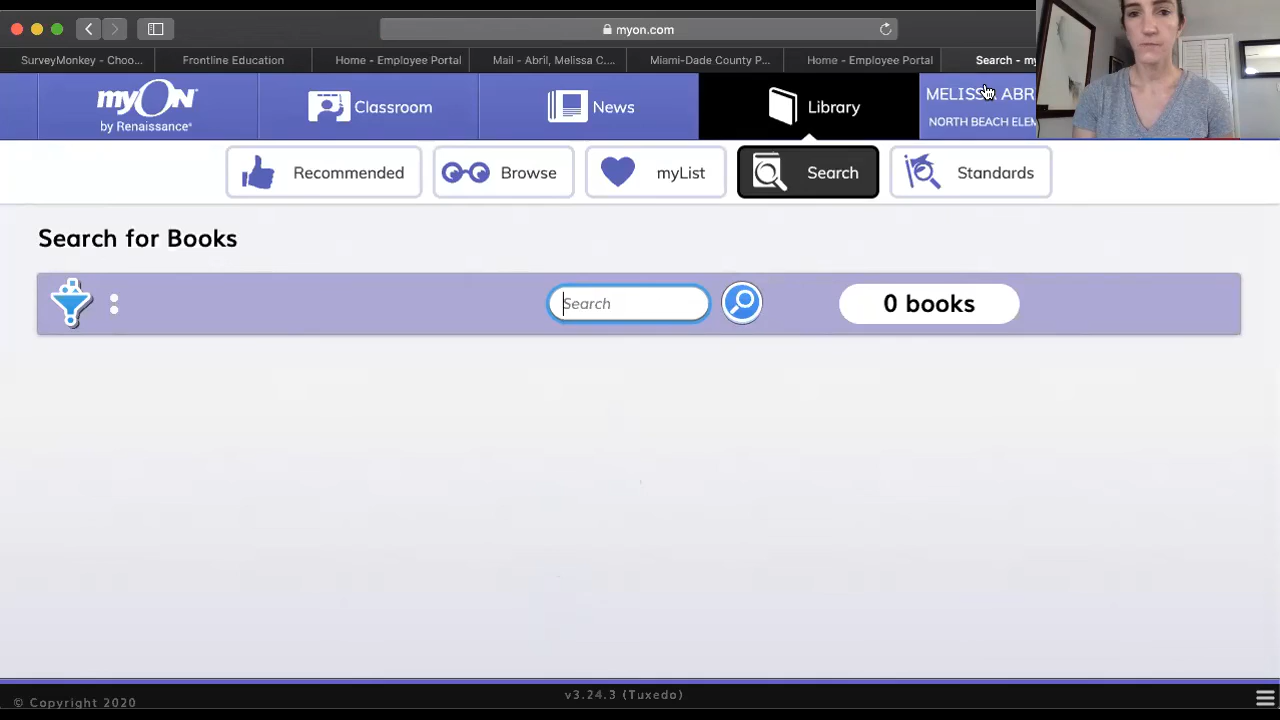 myon.com
SurveyMonkey - Choo...
Frontline Education
Home - Employee Portal
Mail - Abril, Melissa C....
Miami-Dade County P...
Home - Employee Portal
Search - my
myON
by Renaissance®
Classroom
News
Library
MELISSA ABR
NORTH BEACH ELEM
Recommended
Browse
myList
Search
Standards
Search for Books
:
Search
0 books
© Copyright 2020
v3.24.3 (Tuxedo)